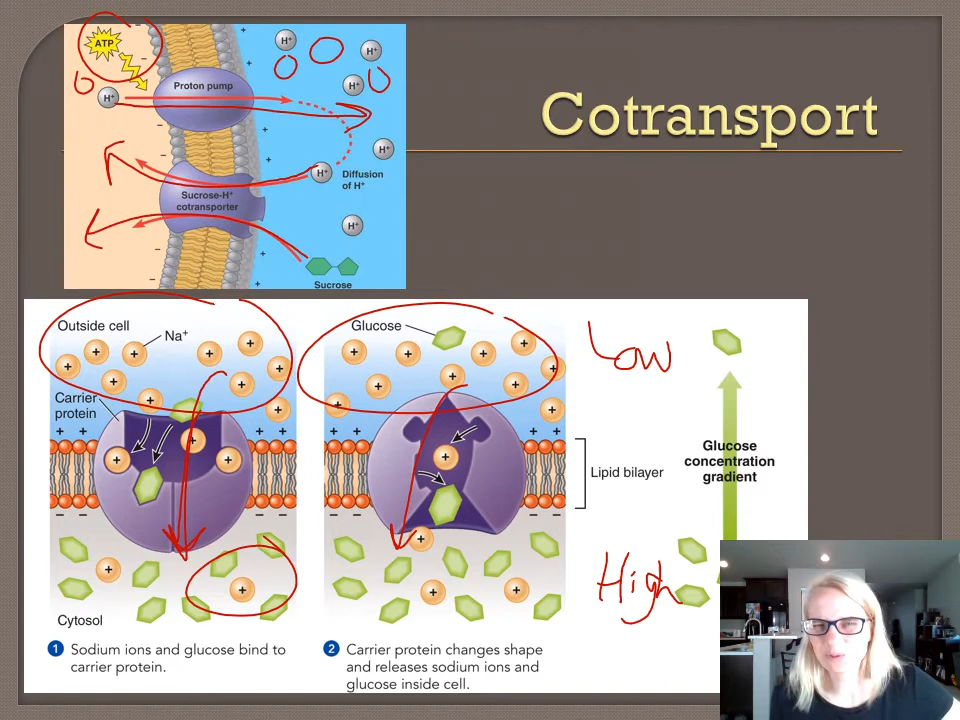 Cotransport
ATP
H⁺
H⁺
H⁺
Proton pump
H⁺
H⁺
H⁺
Diffusion
of H⁺
Sucrose-H⁺
cotransporter
H⁺
Sucrose
Outside cell
Na⁺
Carrier
protein
Cytosol
Glucose
Lipid bilayer
Low
Glucose
concentration
gradient
High
1 Sodium ions and glucose bind to
carrier protein.
2 Carrier protein changes shape
and releases sodium ions and
glucose inside cell.